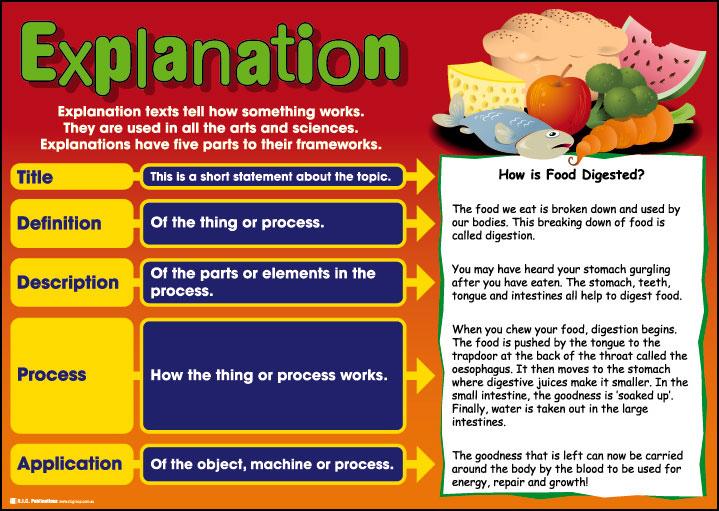 Explanation
Explanation texts tell how something works.
They are used in all the arts and sciences.
Explanations have five parts to their frameworks.
Title
This is a short statement about the topic.
Definition
Of the thing or process.
Description
Of the parts or elements in the
process.
Process
How the thing or process works.
Application
Of the object, machine or process.
How is Food Digested?
The food we eat is broken down and used by
our bodies. This breaking down of food is
called digestion.
You may have heard your stomach gurgling
after you have eaten. The stomach, teeth,
tongue and intestines all help to digest food.
When you chew your food, digestion begins.
The food is pushed by the tongue to the
trapdoor at the back of the throat called the
oesophagus. It then moves to the stomach
where digestive juices make it smaller. In the
small intestine, the goodness is 'soaked up'.
Finally, water is taken out in the large
intestines.
The goodness that is left can now be carried
around the body by the blood to be used for
energy, repair and growth!
R.I.C. Publications